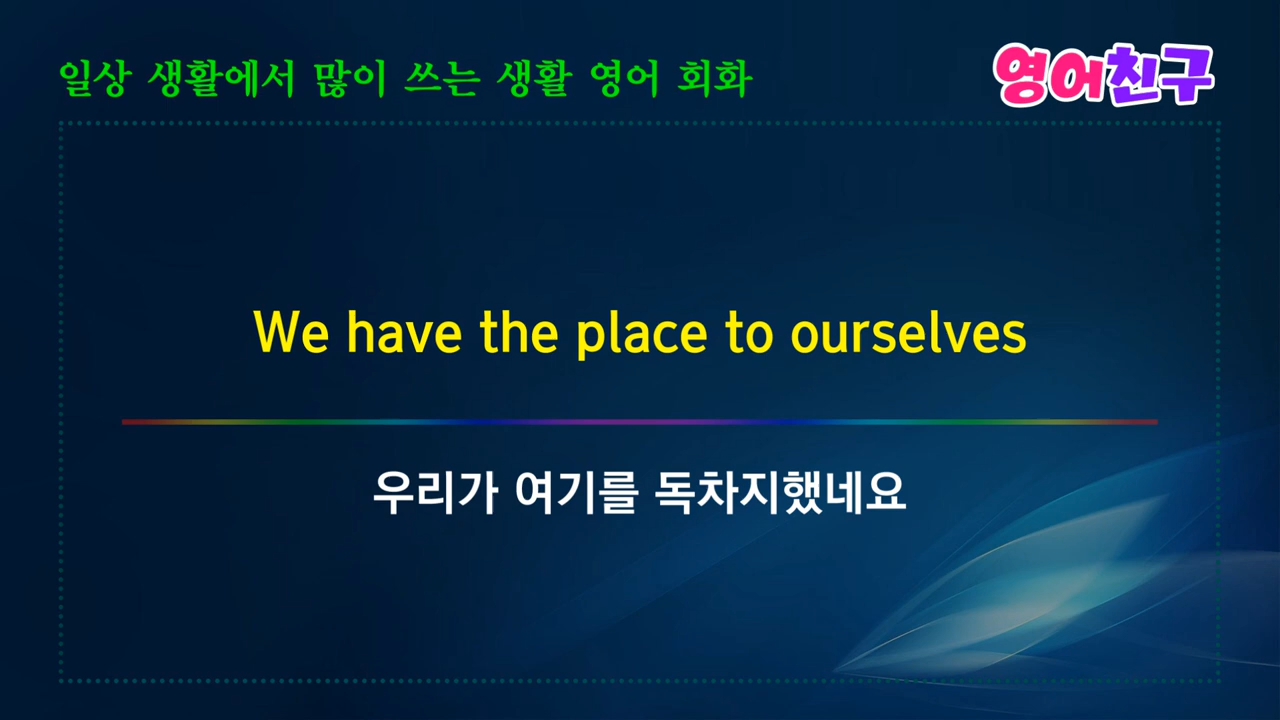 일상 생활에서 많이 쓰는 생활 영어 회화
영어친구
We have the place to ourselves
우리가 여기를 독차지했네요